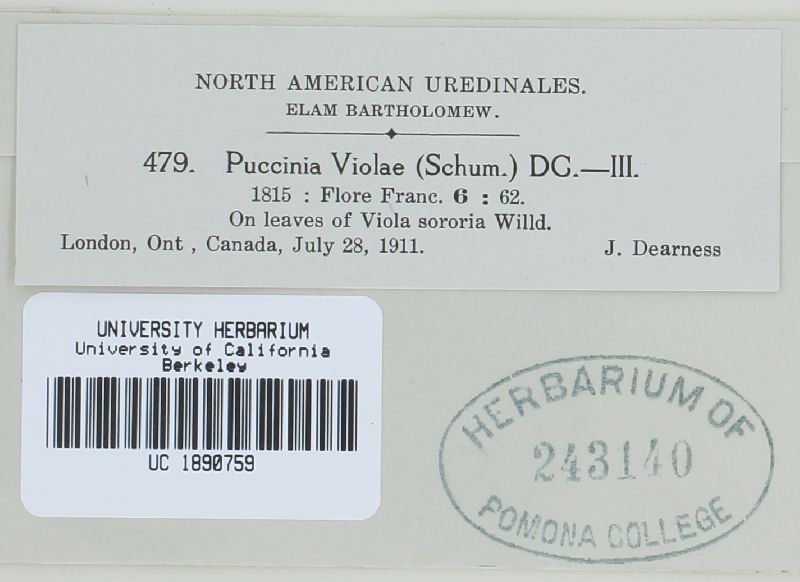 NORTH AMERICAN UREDINALES.
ELAM BARTHOLOMEW.
479. Puccinia Violae (Schum.) DC.—III.
1815 : Flore Franc. 6 : 62.
On leaves of Viola sororia Willd.
London, Ont , Canada, July 28, 1911. J. Dearness
UNIVERSITY HERBARIUM
University of California
Berkeley
UC 1890759
HERBARIUM OF
243140
POMONA COLLEGE